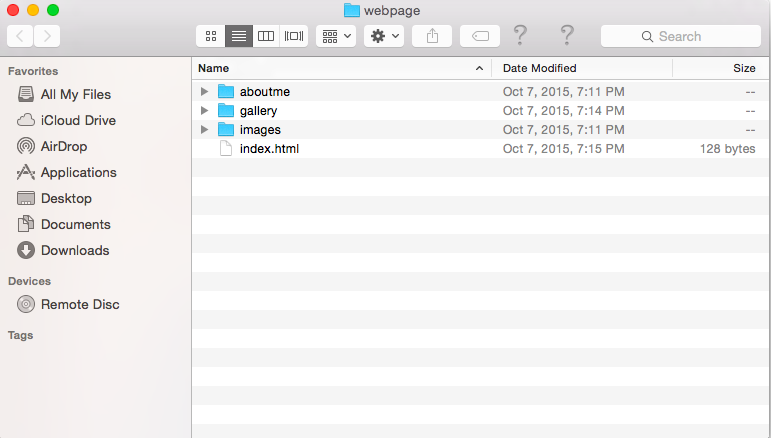 webpage
Search
Favorites
All My Files
iCloud Drive
AirDrop
Applications
Desktop
Documents
Downloads
Devices
Remote Disc
Tags
Name Date Modified Size
aboutme Oct 7, 2015, 7:11 PM --
gallery Oct 7, 2015, 7:14 PM --
images Oct 7, 2015, 7:11 PM --
index.html Oct 7, 2015, 7:15 PM 128 bytes